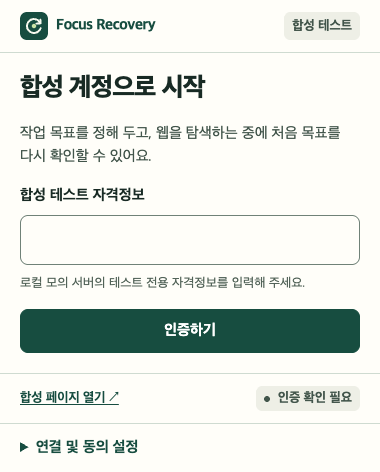 Focus Recovery
합성 테스트
합성 계정으로 시작
작업 목표를 정해 두고, 웹을 탐색하는 중에 처음 목표를
다시 확인할 수 있어요.
합성 테스트 자격정보
로컬 모의 서버의 테스트 전용 자격정보를 입력해 주세요.
인증하기
합성 페이지 열기 ↗
● 인증 확인 필요
▶ 연결 및 동의 설정